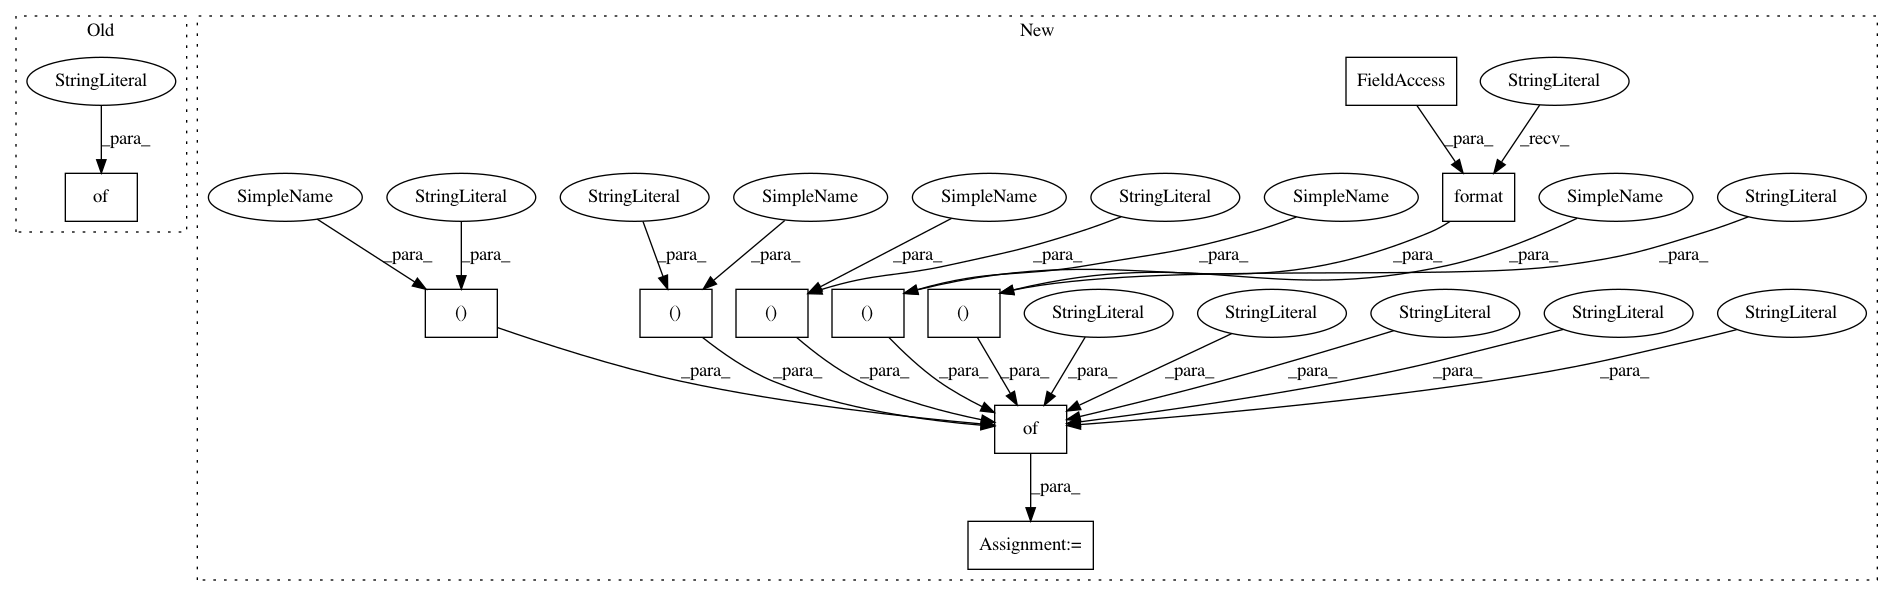 Old
New
StringLiteral
FieldAccess
StringLiteral
_para_
_para_
_recv_
of
SimpleName
StringLiteral
StringLiteral
SimpleName
SimpleName
StringLiteral
SimpleName
format
SimpleName
StringLiteral
_para_
_para_
_para_
_para_
_para_
_para_
_para_
_para_
_para_
_para_
()
()
()
()
()
StringLiteral
StringLiteral
StringLiteral
StringLiteral
StringLiteral
_para_
_para_
_para_
_para_
_para_
_para_
_para_
_para_
_para_
_para_
of
_para_
Assignment:=